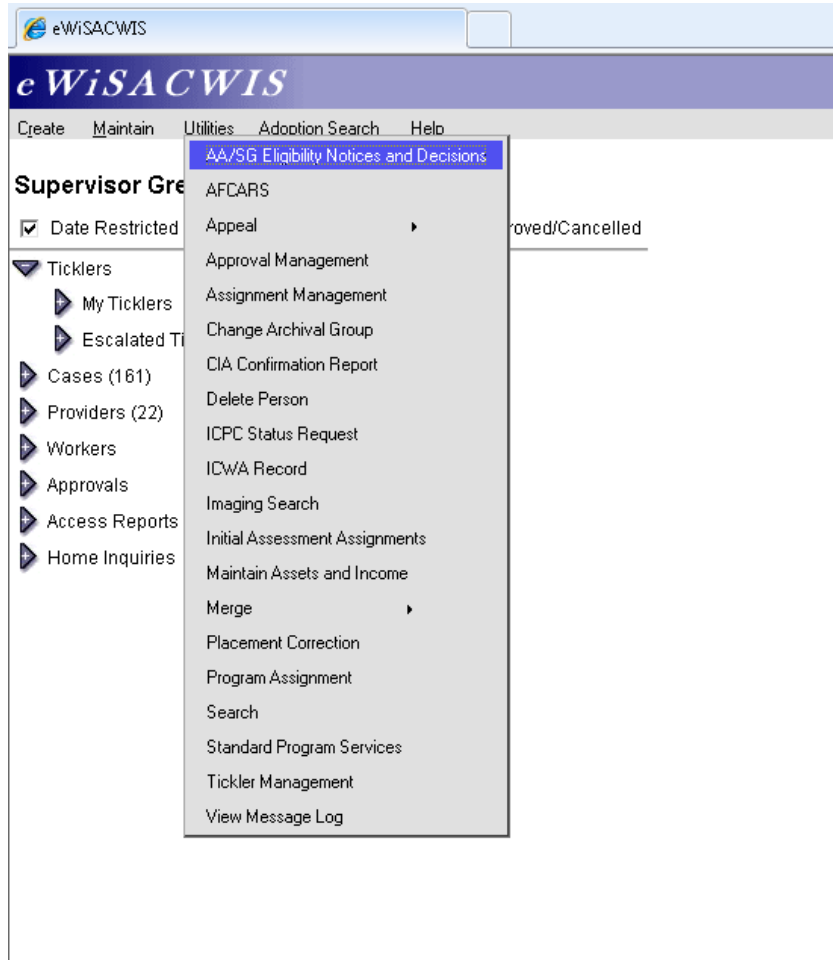 eWiSACWIS
eWiSACWIS
Create Maintain Utilities Adoption Search Help
AA/SG Eligibility Notices and Decisions
Supervisor Gre
AFCARS
Date Restricted
Appeal
roved/Cancelled
Ticklers
Approval Management
My Ticklers
Assignment Management
Escalated Ti
Change Archival Group
Cases (161)
CIA Confirmation Report
Providers (22)
Delete Person
Workers
ICPC Status Request
Approvals
ICWA Record
Access Reports
Imaging Search
Home Inquiries
Initial Assessment Assignments
Maintain Assets and Income
Merge
Placement Correction
Program Assignment
Search
Standard Program Services
Tickler Management
View Message Log